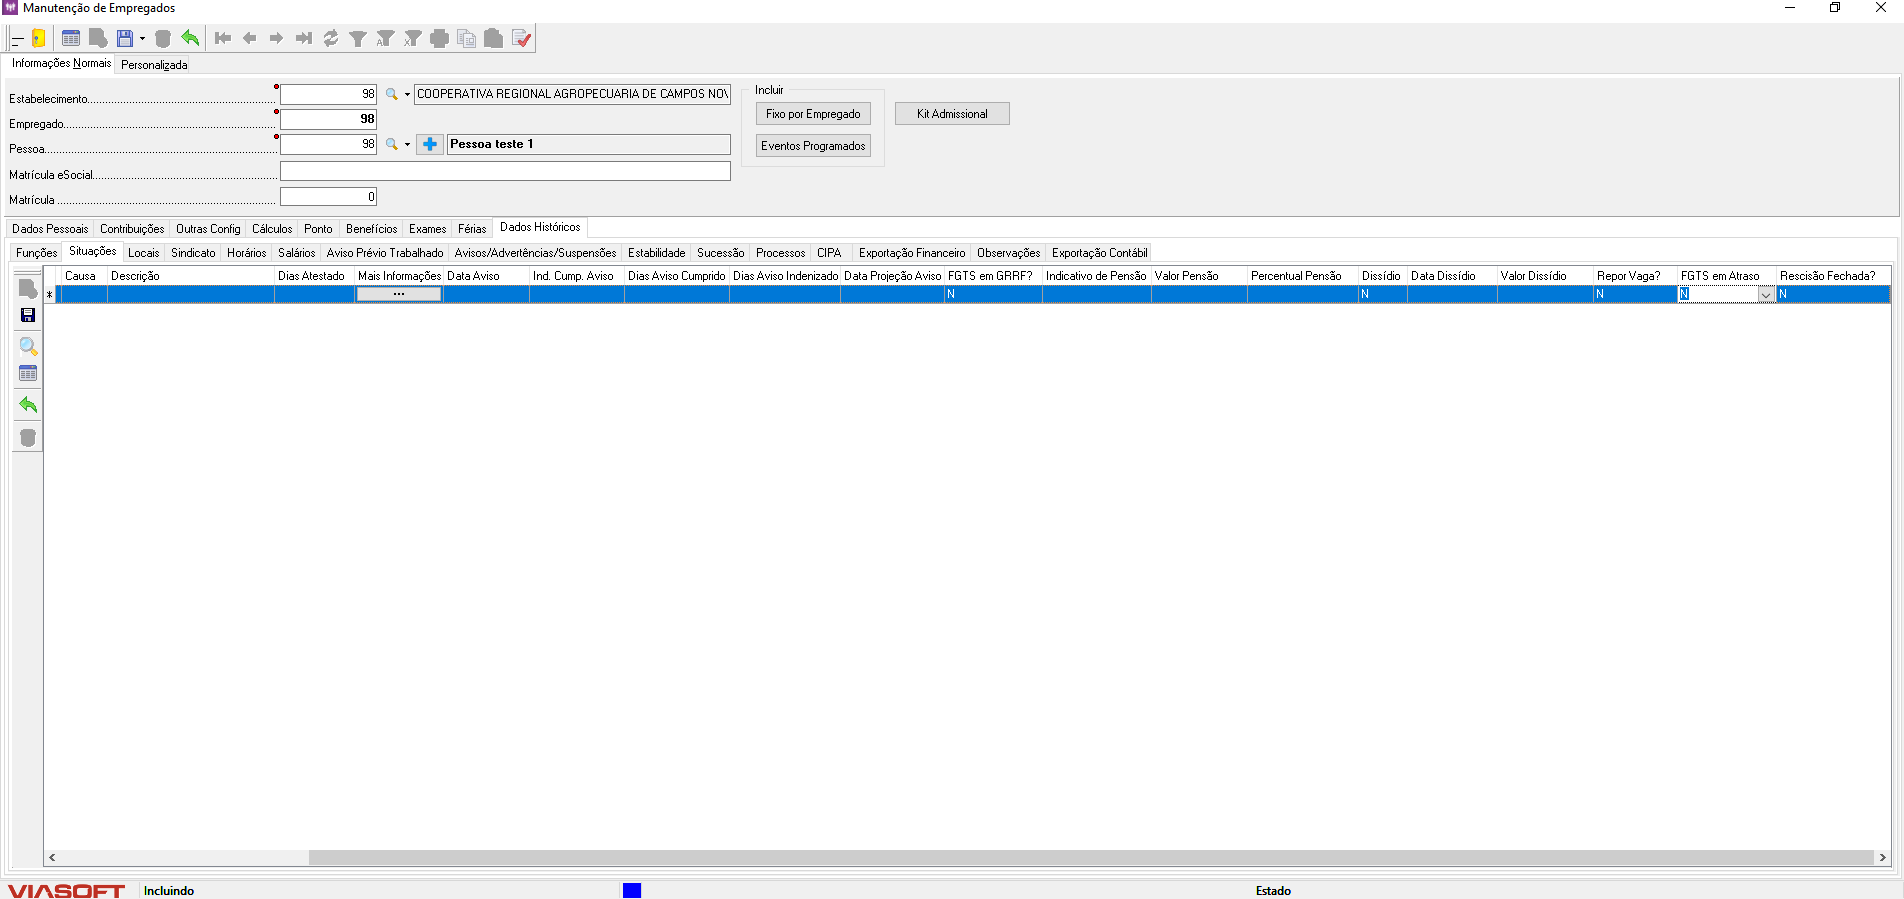 Manutenção de Empregados
Informações Normais Personalizada
Estabelecimento 98 COOPERATIVA REGIONAL AGROPECUARIA DE CAMPOS NOV
Empregado 98
Pessoa 98 Pessoa teste 1
Matrícula eSocial
Matrícula 0
Incluir
Fixo por Empregado
Eventos Programados
Kit Admissional
Dados Pessoais Contribuições Outras Config Cálculos Ponto Benefícios Exames Férias Dados Históricos
Funções Situações Locais Sindicato Horários Salários Aviso Prévio Trabalhado Avisos/Advertências/Suspensões Estabilidade Sucessão Processos CIPA Exportação Financeiro Observações Exportação Contábil
Causa Descrição Dias Atestado Mais Informações Data Aviso Ind. Cump. Aviso Dias Aviso Cumprido Dias Aviso Indenizado Data Projeção Aviso FGTS em GRRF? Indicativo de Pensão Valor Pensão Percentual Pensão Dissídio Data Dissídio Valor Dissídio Repor Vaga? FGTS em Atraso Rescisão Fechada?
* ... N N N N N
VIASOFT Incluindo Estado